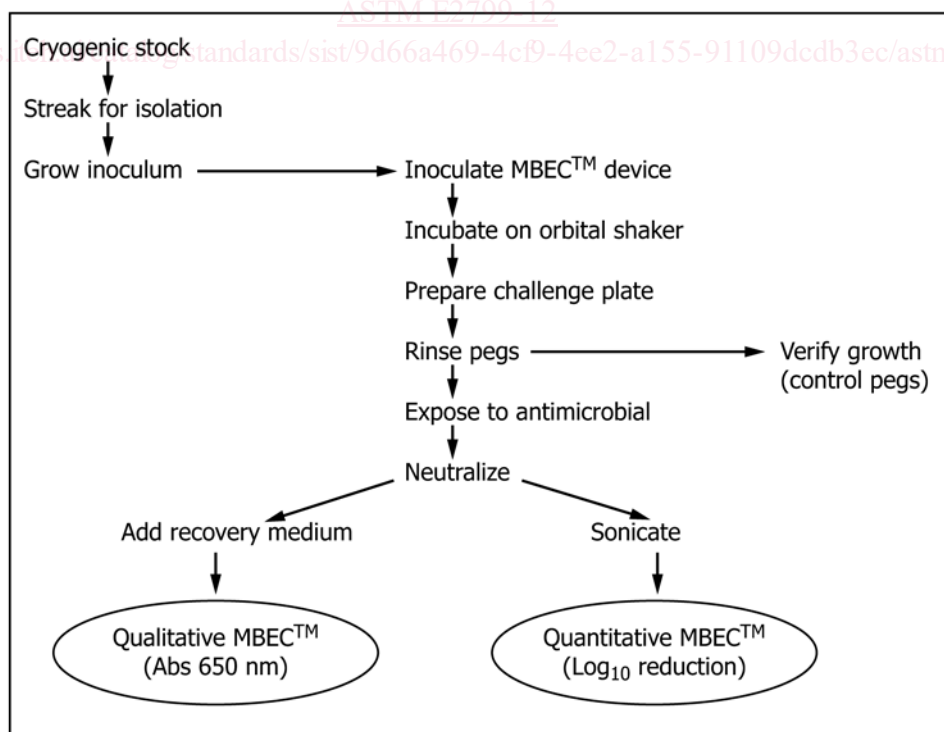 ASTM E2799-12
Cryogenic stock
/standards/sist/9d66a469-4cf9-4ee2-a155-91109dcdb3ec/astm
Streak for isolation
Grow inoculum
Inoculate MBEC™ device
Incubate on orbital shaker
Prepare challenge plate
Rinse pegs
Verify growth
(control pegs)
Expose to antimicrobial
Neutralize
Add recovery medium
Sonicate
Qualitative MBEC™
(Abs 650 nm)
Quantitative MBEC™
(Log₁₀ reduction)